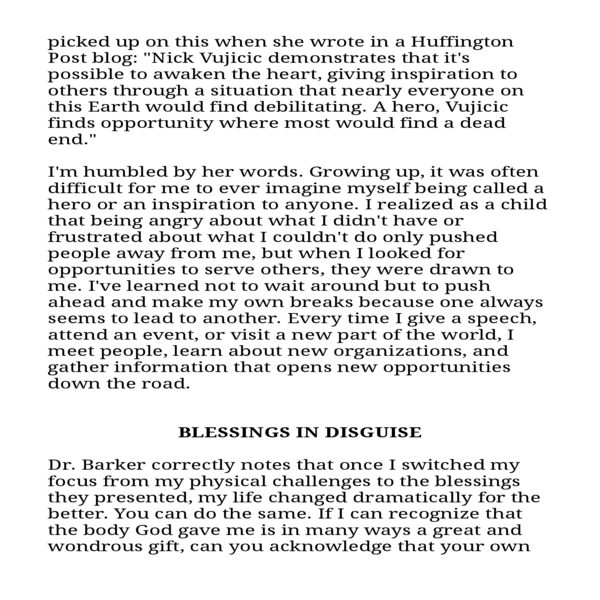 picked up on this when she wrote in a Huffington
Post blog: "Nick Vujicic demonstrates that it's
possible to awaken the heart, giving inspiration to
others through a situation that nearly everyone on
this Earth would find debilitating. A hero, Vujicic
finds opportunity where most would find a dead
end."
I'm humbled by her words. Growing up, it was often
difficult for me to ever imagine myself being called a
hero or an inspiration to anyone. I realized as a child
that being angry about what I didn't have or
frustrated about what I couldn't do only pushed
people away from me, but when I looked for
opportunities to serve others, they were drawn to
me. I've learned not to wait around but to push
ahead and make my own breaks because one always
seems to lead to another. Every time I give a speech,
attend an event, or visit a new part of the world, I
meet people, learn about new organizations, and
gather information that opens new opportunities
down the road.
BLESSINGS IN DISGUISE
Dr. Barker correctly notes that once I switched my
focus from my physical challenges to the blessings
they presented, my life changed dramatically for the
better. You can do the same. If I can recognize that
the body God gave me is in many ways a great and
wondrous gift, can you acknowledge that your own